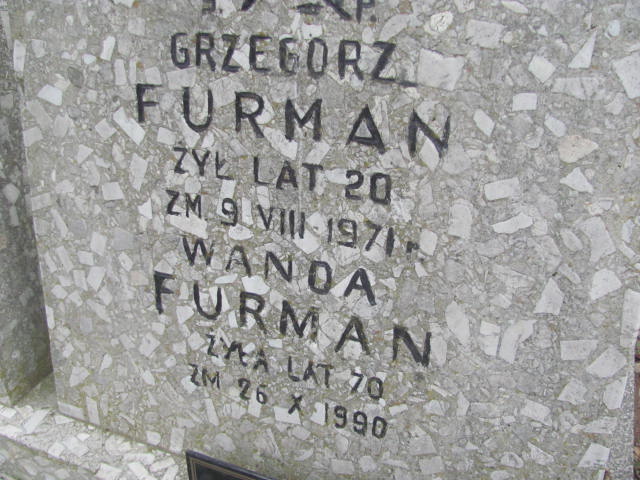 GRZEGORZ
FURMAN
ŻYŁ LAT 20
ZM 9 VIII 1971 R.
WANDA
FURMAN
ŻYŁA LAT 70
ZM 26 X 1990